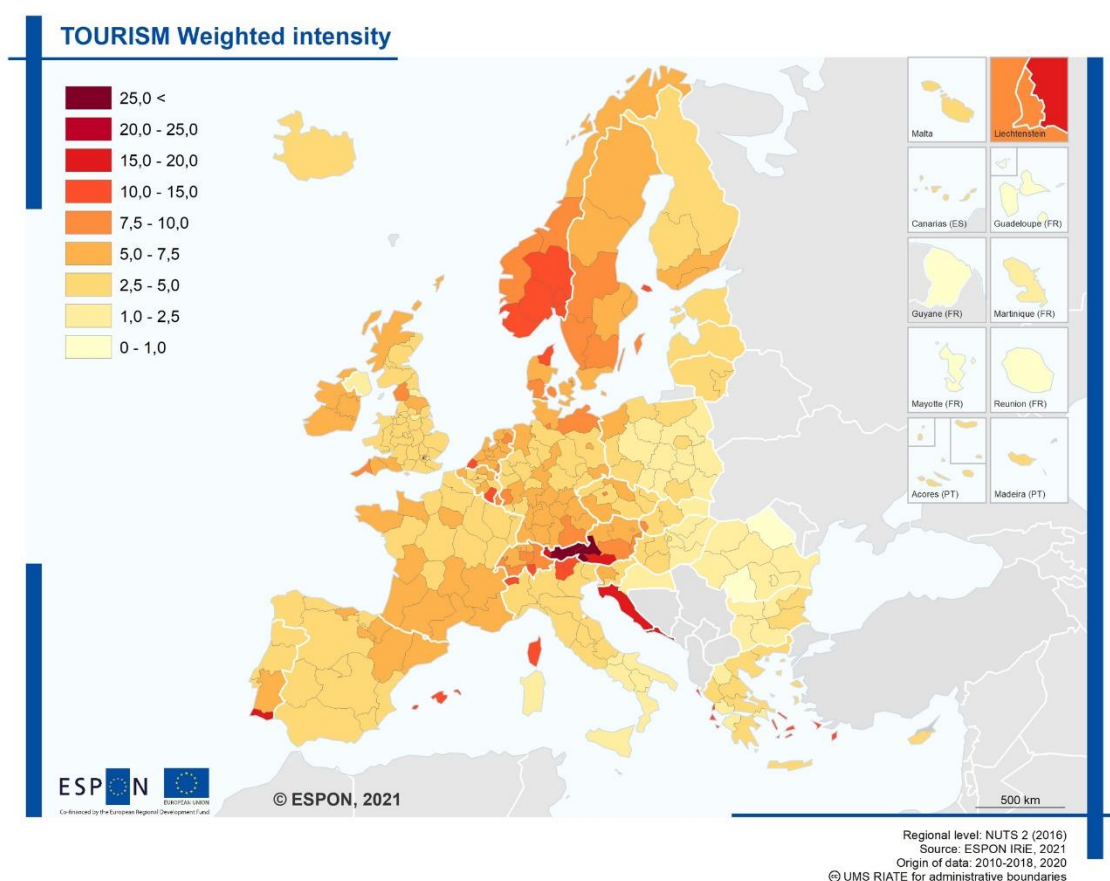 TOURISM Weighted intensity
25,0 <
20,0 - 25,0
15,0 - 20,0
10,0 - 15,0
7,5 - 10,0
5,0 - 7,5
2,5 - 5,0
1,0 - 2,5
0 - 1,0
Malta
Liechtenstein
Canarias (ES)
Guadeloupe (FR)
Guyane (FR)
Martinique (FR)
Mayotte (FR)
Reunion (FR)
Acores (PT)
Madeira (PT)
ESPON
EUROPEAN UNION
Co-financed by the European Regional Development Fund
© ESPON, 2021
500 km
Regional level: NUTS 2 (2016)
Source: ESPON IRiE, 2021
Origin of data: 2010-2018, 2020
UMS RIATE for administrative boundaries